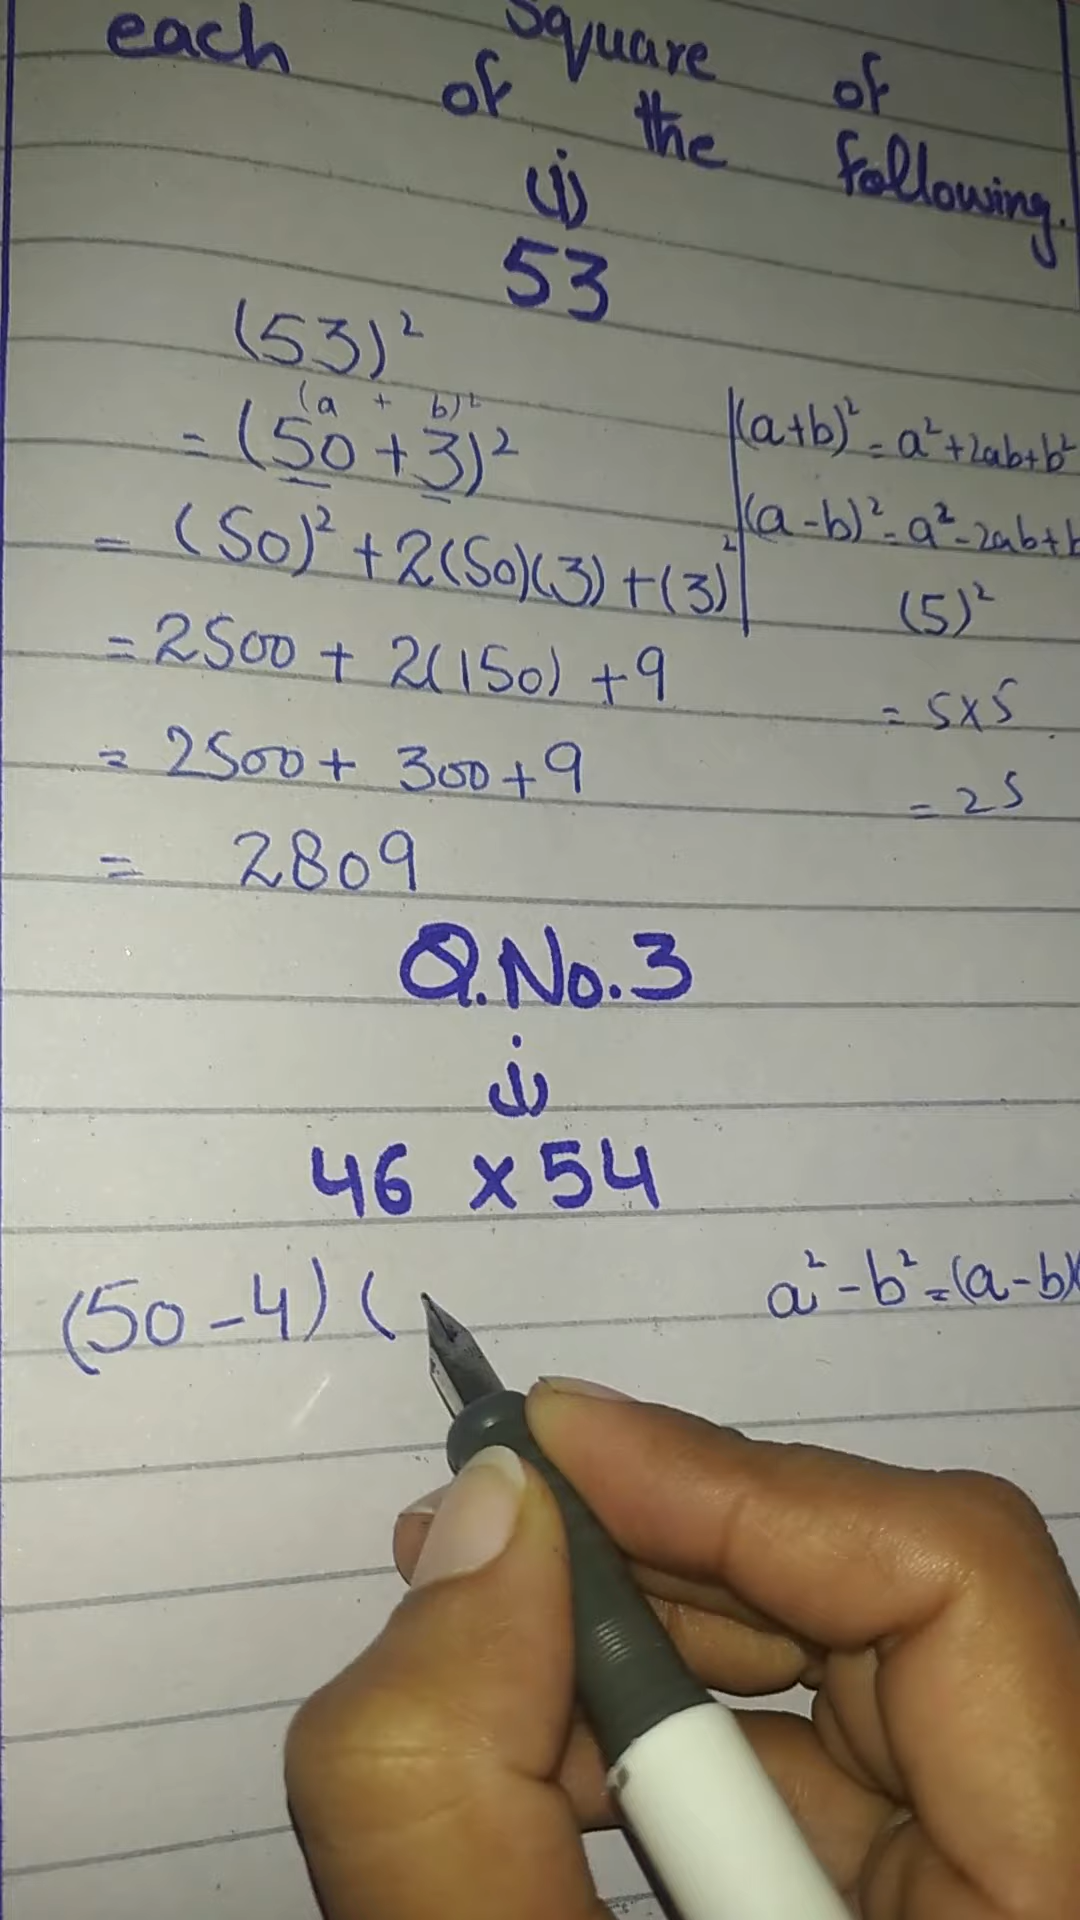 each square of
of the following.
(i)
53
(53)²
(a + b)²
= (50 + 3)²
= (50)² + 2(50)(3) + (3)²
= 2500 + 2(150) + 9
= 2500 + 300 + 9
= 2809
(a+b)² = a² + 2ab + b²
(a-b)² = a² - 2ab + b
(5)²
= 5x5
= 25
Q.No.3
(i)
46 x 54
(50 - 4) (
a² - b² = (a - b)(